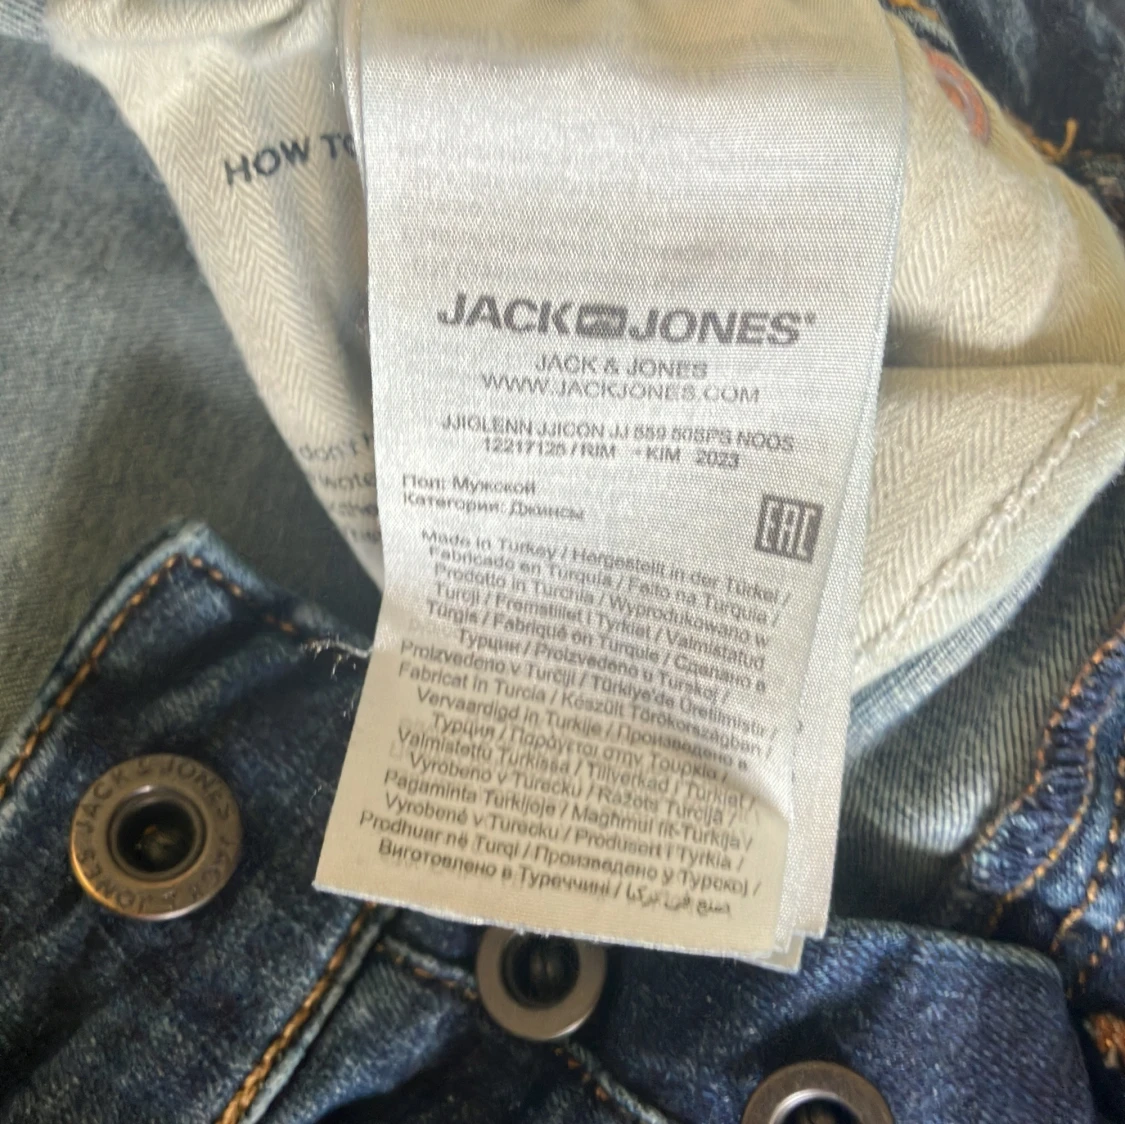 HOW TO
JACK JONES
JACK & JONES
WWW.JACKJONES.COM
JJIGLENN JJICON JJ 559 50SPS NOOS
12217125 / RIM - KIM 2023
Пол: Мужской
Категории: Джинсы
EAC
Made in Turkey / Hergestellt in der Türkei /
Fabricado en Turquía / Feito na Turquia /
Prodotto in Turchia / Wyprodukowano w
Turcji / Fremstillet i Tyrkiet / Valmistatud
Türgis / Fabriqué en Turquie / Сделано в
Турции / Proizvedeno u Turskoj /
Proizvedeno v Turčiji / Türkiye'de Üretilmiştir /
Fabricat în Turcia / Készült Törökországban /
Vervaardigd in Turkije / Произведено в
Турция / Παράγεται στην Τουρκία /
Valmistettu Turkissa / Tillverkad i Turkiet /
Vyrobeno v Turecku / Ražots Turcijā /
Pagaminta Turkijoje / Magħmul fit-Turkija /
Vyrobené v Turecku / Produsert i Tyrkia /
Prodhuar në Turqi / Произведено у Турској /
Виготовлено в Туреччині / صنع في تركيا
don't
JACK & JONES JACK & JONES